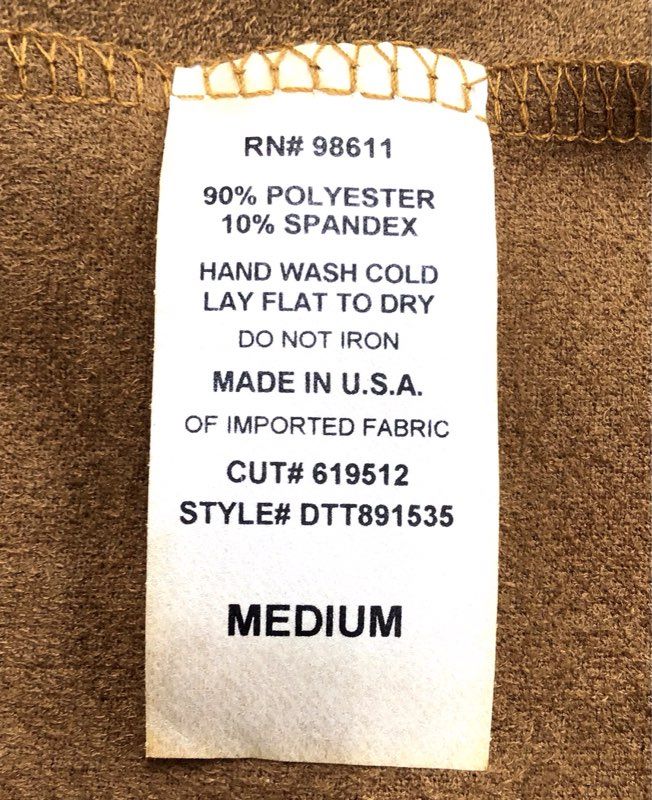 RN# 98611
90% POLYESTER
10% SPANDEX
HAND WASH COLD
LAY FLAT TO DRY
DO NOT IRON
MADE IN U.S.A.
OF IMPORTED FABRIC
CUT# 619512
STYLE# DTT891535
MEDIUM